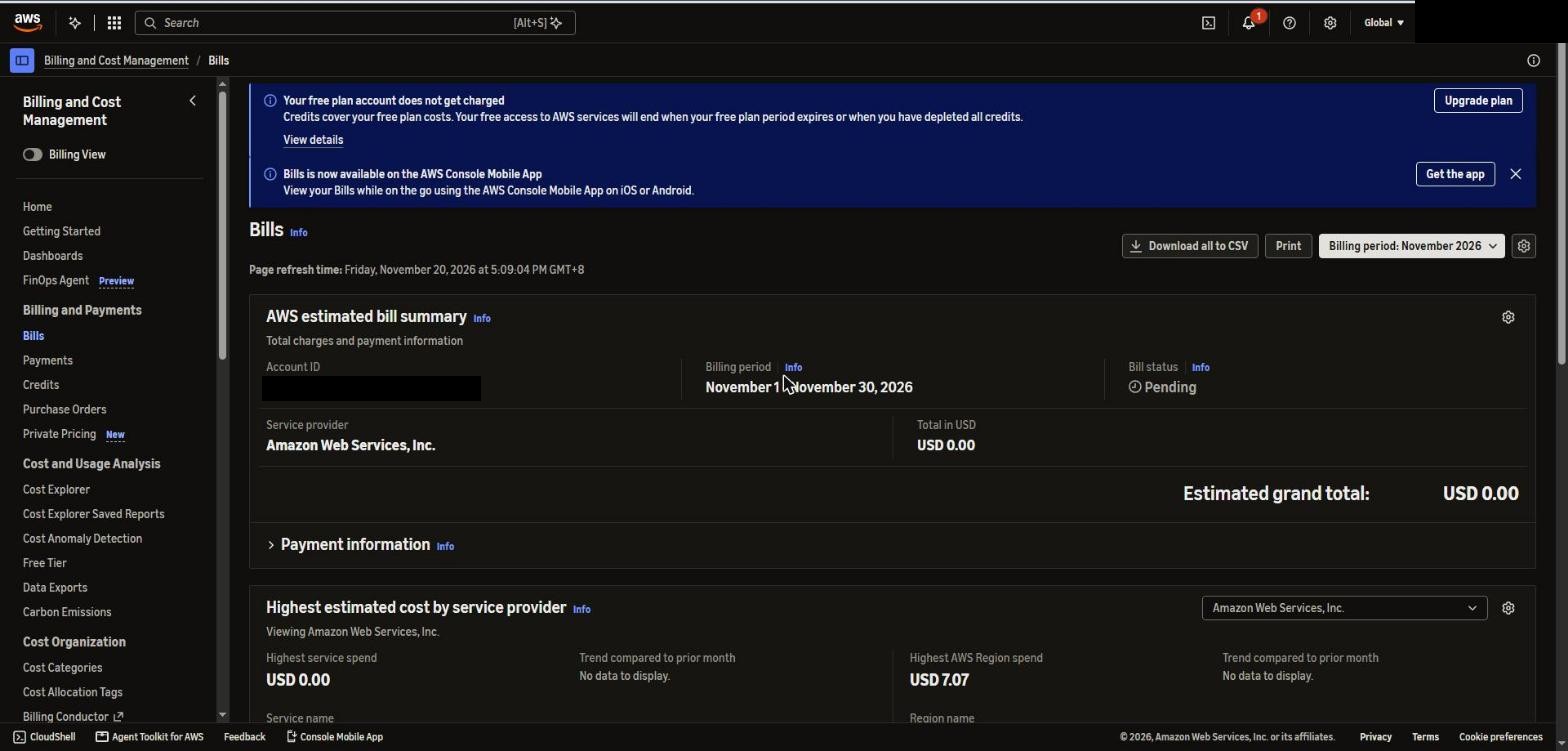 aws
Search [Alt+S]
1
Global
Billing and Cost Management / Bills
Billing and Cost
Management
Billing View
Home
Getting Started
Dashboards
FinOps Agent Preview
Billing and Payments
Bills
Payments
Credits
Purchase Orders
Private Pricing New
Cost and Usage Analysis
Cost Explorer
Cost Explorer Saved Reports
Cost Anomaly Detection
Free Tier
Data Exports
Carbon Emissions
Cost Organization
Cost Categories
Cost Allocation Tags
Billing Conductor
Your free plan account does not get charged
Credits cover your free plan costs. Your free access to AWS services will end when your free plan period expires or when you have depleted all credits.
View details
Upgrade plan
Bills is now available on the AWS Console Mobile App
View your Bills while on the go using the AWS Console Mobile App on iOS or Android.
Get the app
Bills Info
Download all to CSV
Print
Billing period: November 2026
Page refresh time: Friday, November 20, 2026 at 5:09:04 PM GMT+8
AWS estimated bill summary Info
Total charges and payment information
Account ID
Billing period Info
November 1 November 30, 2026
Bill status Info
Pending
Service provider
Amazon Web Services, Inc.
Total in USD
USD 0.00
Estimated grand total: USD 0.00
Payment information Info
Highest estimated cost by service provider Info
Amazon Web Services, Inc.
Viewing Amazon Web Services, Inc.
Highest service spend
USD 0.00
Trend compared to prior month
No data to display.
Highest AWS Region spend
USD 7.07
Trend compared to prior month
No data to display.
Service name
Region name
CloudShell Agent Toolkit for AWS Feedback Console Mobile App
© 2026, Amazon Web Services, Inc. or its affiliates. Privacy Terms Cookie preferences